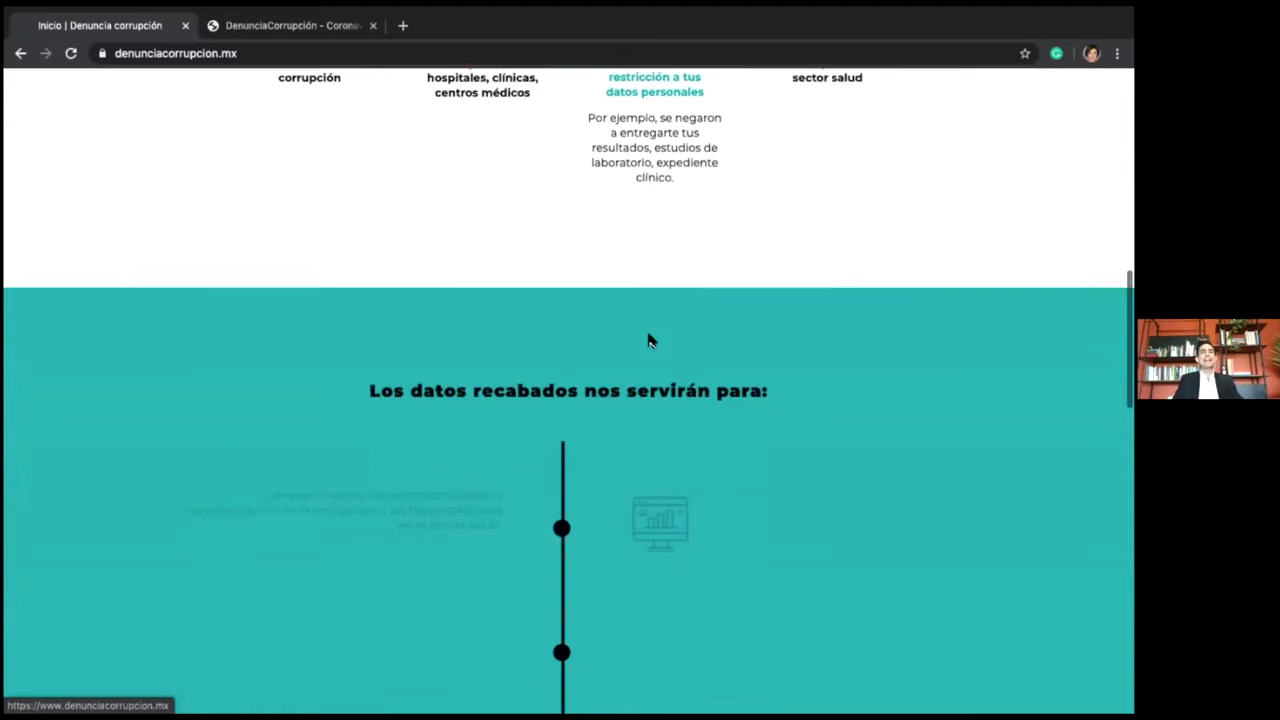 Inicio | Denuncia corrupción
DenunciaCorrupción - Corona
denunciacorrupcion.mx
corrupción
hospitales, clínicas,
centros médicos
restricción a tus
datos personales
sector salud
Por ejemplo, se negaron
a entregarte tus
resultados, estudios de
laboratorio, expediente
clínico.
Los datos recabados nos servirán para:
https://www.denunciacorrupcion.mx